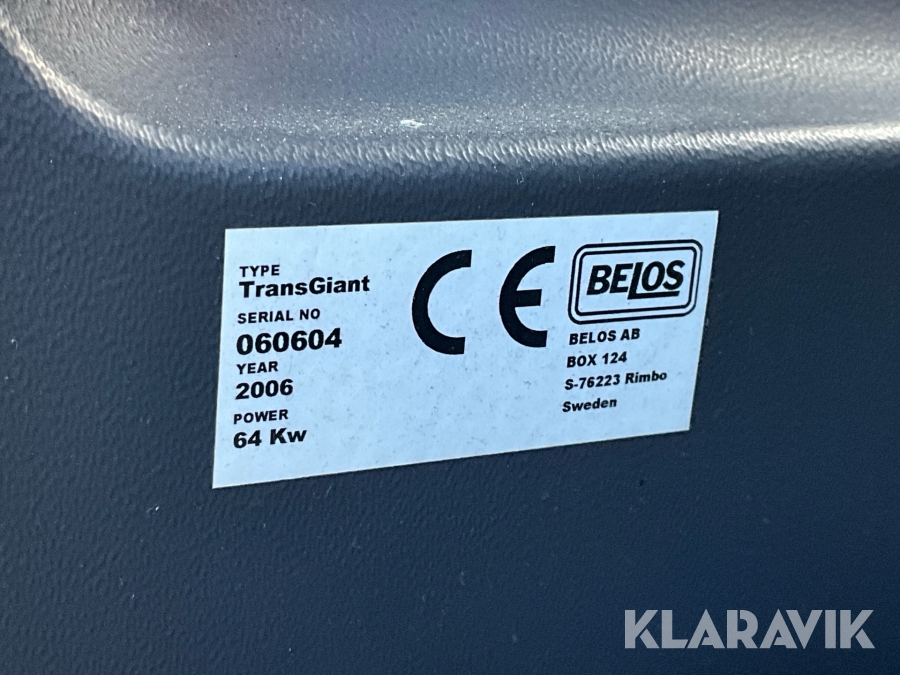 TYPE
TransGiant
SERIAL NO
060604
YEAR
2006
POWER
64 Kw
CE
BELOS
BELOS AB
BOX 124
S-76223 Rimbo
Sweden
KLARAVIK